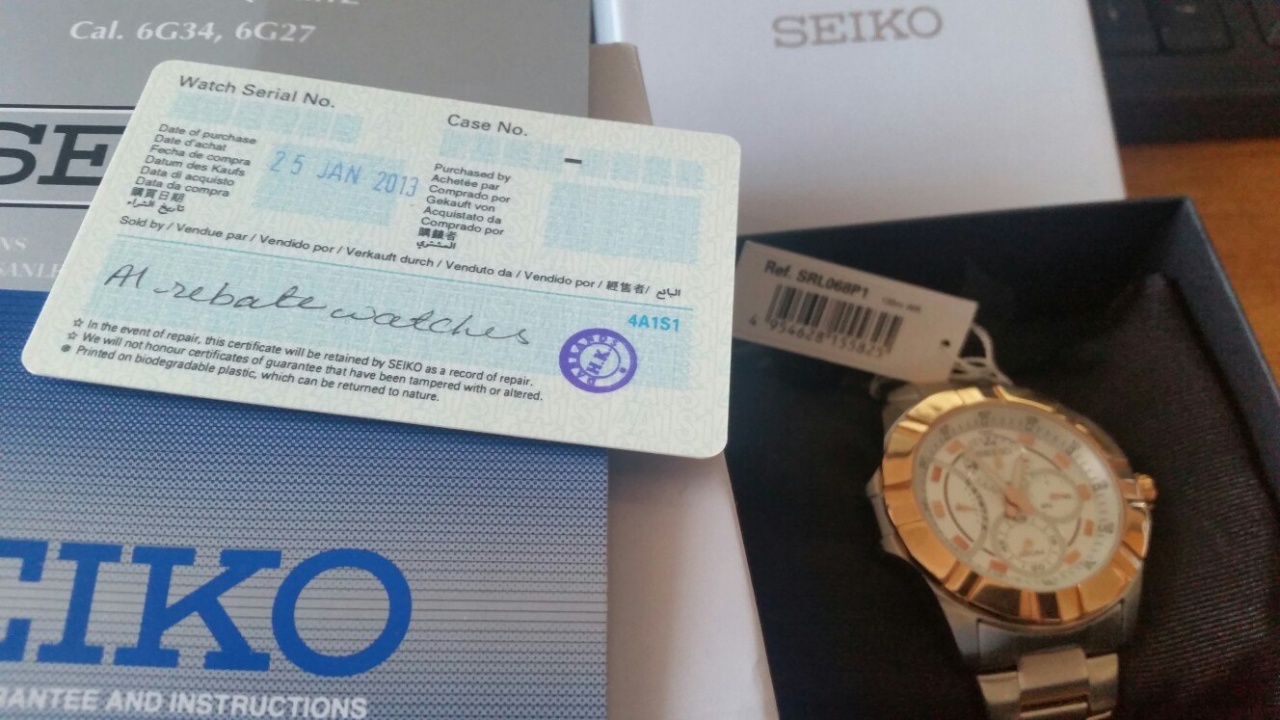 Cal. 6G34, 6G27
SEIKO
SE
Watch Serial No.
Case No.
Date of purchase
Date d'achat
Fecha de compra
Datum des Kaufs
Data di acquisto
Data da compra
購買日期
تاريخ الشراء
25 JAN 2013
Purchased by
Achetée par
Comprado por
Gekauft von
Acquistato da
Comprado por
購錶者
المشتري
Sold by / Vendue par / Vendido por / Verkauft durch / Venduto da / Vendido por / 經售者/ البائع
Al rebate watches
4A1S1
☆ In the event of repair, this certificate will be retained by SEIKO as a record of repair.
☆ We will not honour certificates of guarantee that have been tampered with or altered.
● Printed on biodegradable plastic, which can be returned to nature.
Ref. SRL068P1
4 954628 155825
EIKO
RANTEE AND INSTRUCTIONS